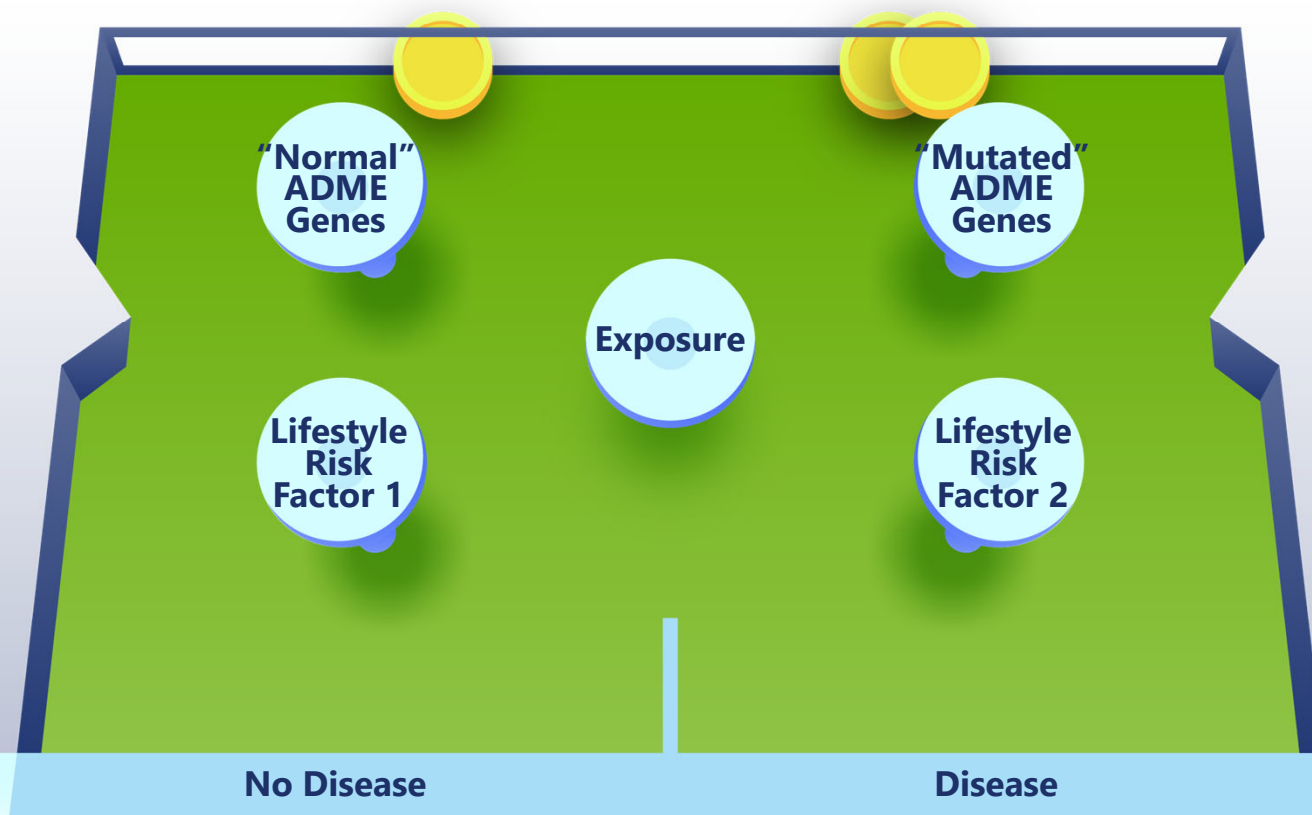 “Normal”
ADME
Genes
“Mutated”
ADME
Genes
Exposure
Lifestyle
Risk
Factor 1
Lifestyle
Risk
Factor 2
No Disease
Disease